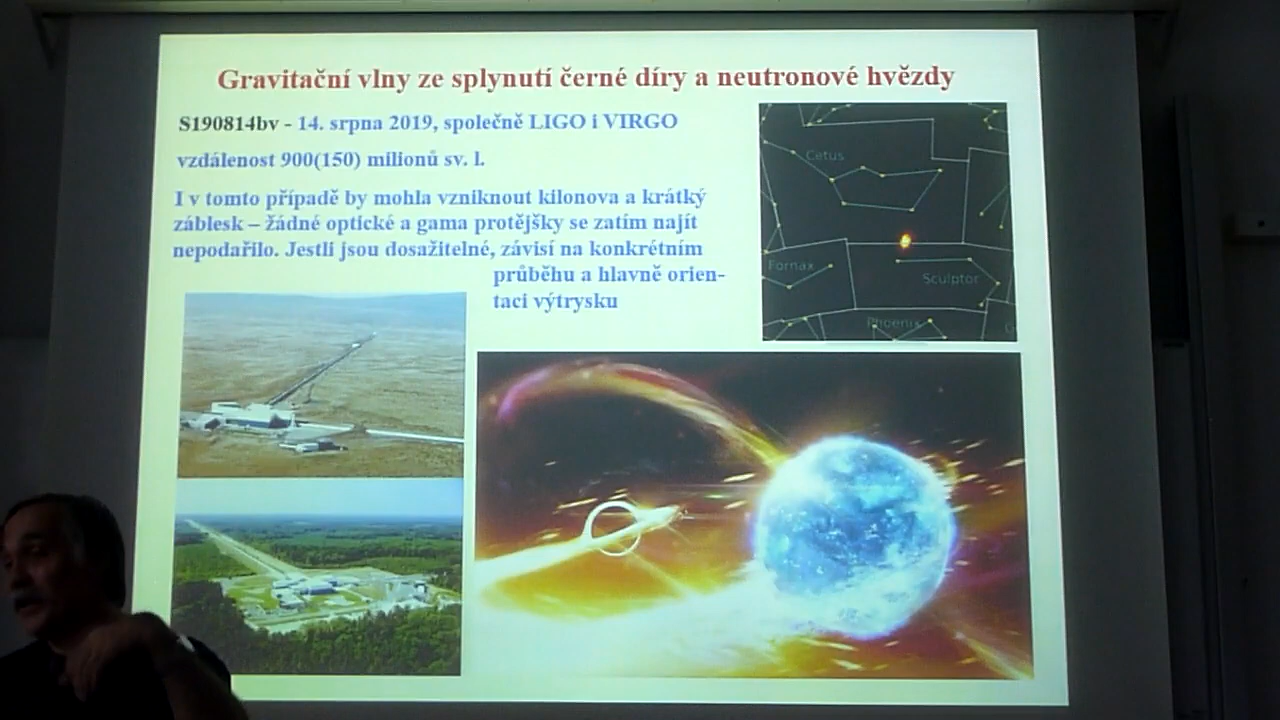 Gravitační vlny ze splynutí černé díry a neutronové hvězdy
S190814bv - 14. srpna 2019, společně LIGO i VIRGO
vzdálenost 900(150) milionů sv. l.
I v tomto případě by mohla vzniknout kilonova a krátký
záblesk – žádné optické a gama protějšky se zatím najít
nepodařilo. Jestli jsou dosažitelné, závisí na konkrétním
průběhu a hlavně orien-
taci výtrysku
Cetus
Fornax
Sculptor
Phoenix